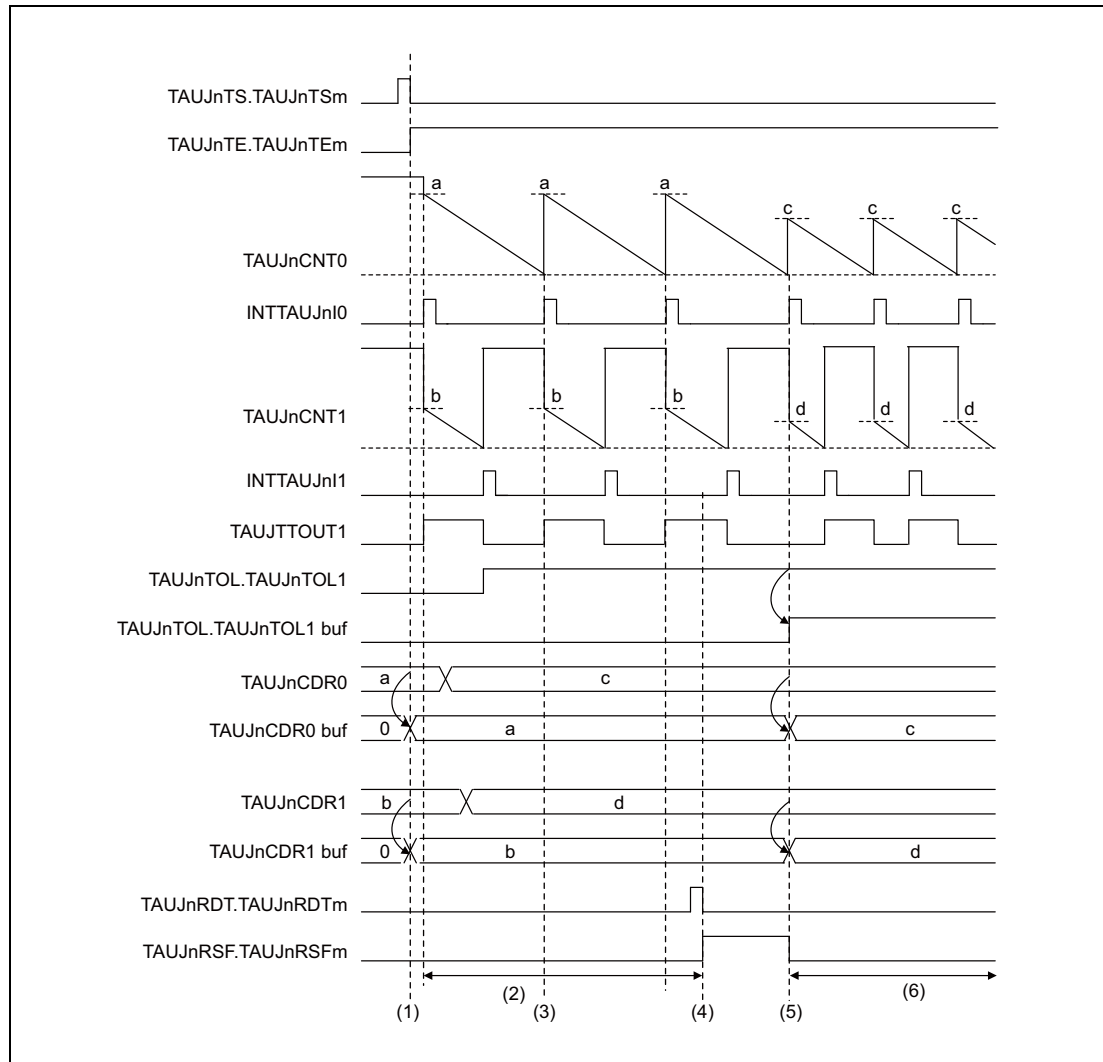 TAUJnTS.TAUJnTSm
TAUJnTE.TAUJnTEm
a a a
c c c
TAUJnCNT0
INTTAUJnI0
b b b
TAUJnCNT1
d d d
INTTAUJnI1
TAUJTTOUT1
TAUJnTOL.TAUJnTOL1
TAUJnTOL.TAUJnTOL1 buf
TAUJnCDR0 a c
TAUJnCDR0 buf 0 a c
TAUJnCDR1 b d
TAUJnCDR1 buf 0 b d
TAUJnRDT.TAUJnRDTm
TAUJnRSF.TAUJnRSFm
(1) (2) (3) (4) (5) (6)